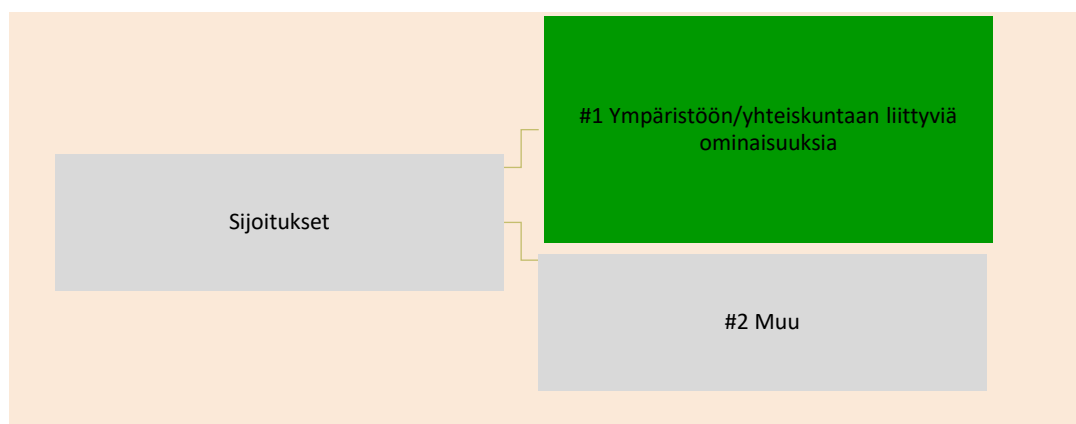 Sijoitukset
#1 Ympäristöön/yhteiskuntaan liittyviä
ominaisuuksia
#2 Muu